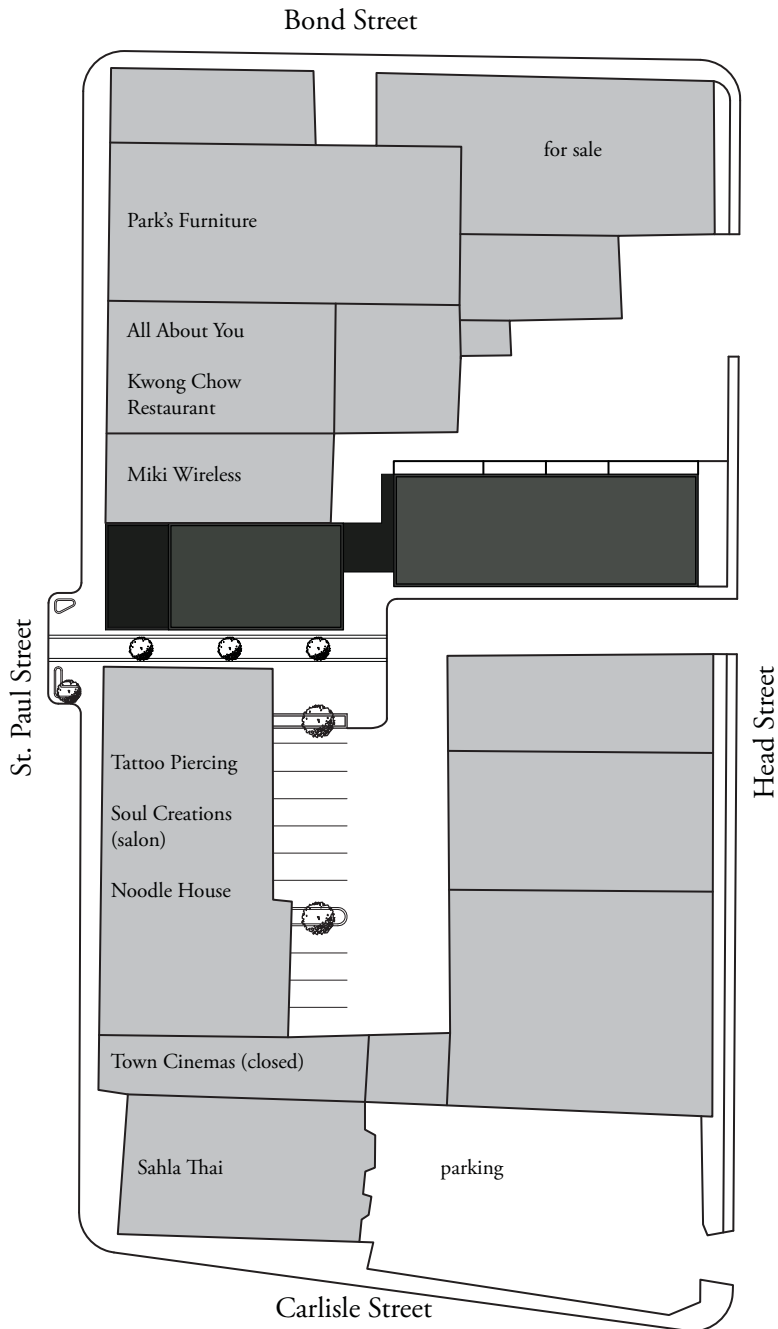 Bond Street
for sale
Park's Furniture
All About You
Kwong Chow
Restaurant
Miki Wireless
St. Paul Street
Head Street
Tattoo Piercing
Soul Creations
(salon)
Noodle House
Town Cinemas (closed)
Sahla Thai
parking
Carlisle Street